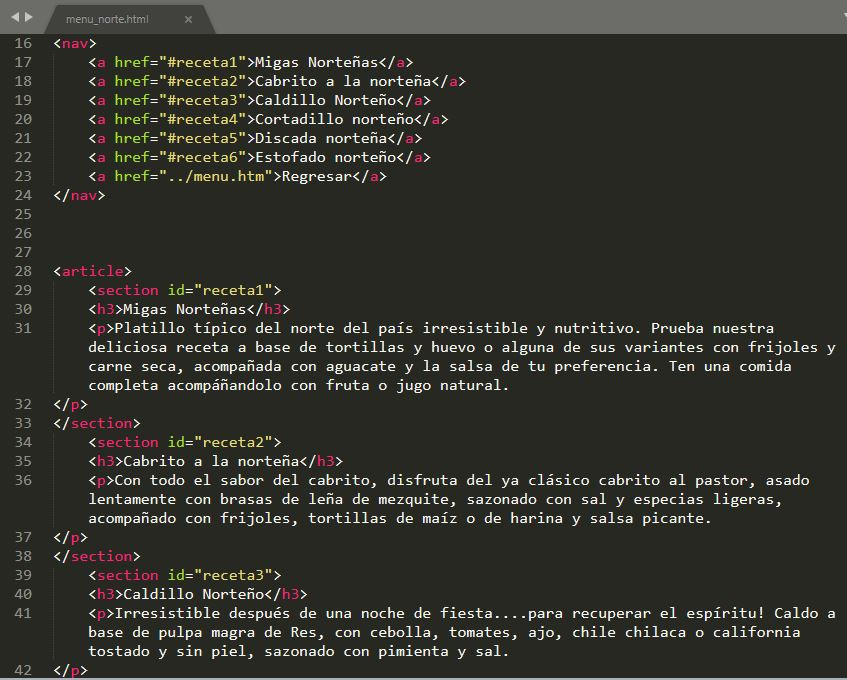 menu_norte.html
16 <nav>
17 <a href="#receta1">Migas Norteñas</a>
18 <a href="#receta2">Cabrito a la norteña</a>
19 <a href="#receta3">Caldillo Norteño</a>
20 <a href="#receta4">Cortadillo norteño</a>
21 <a href="#receta5">Discada norteña</a>
22 <a href="#receta6">Estofado norteño</a>
23 <a href="../menu.htm">Regresar</a>
24 </nav>
25
26
27
28 <article>
29 <section id="receta1">
30 <h3>Migas Norteñas</h3>
31 <p>Platillo típico del norte del país irresistible y nutritivo. Prueba nuestra
deliciosa receta a base de tortillas y huevo o alguna de sus variantes con frijoles y
carne seca, acompañada con aguacate y la salsa de tu preferencia. Ten una comida
completa acompáñandolo con fruta o jugo natural.
32 </p>
33 </section>
34 <section id="receta2">
35 <h3>Cabrito a la norteña</h3>
36 <p>Con todo el sabor del cabrito, disfruta del ya clásico cabrito al pastor, asado
lentamente con brasas de leña de mezquite, sazonado con sal y especias ligeras,
acompañado con frijoles, tortillas de maíz o de harina y salsa picante.
37 </p>
38 </section>
39 <section id="receta3">
40 <h3>Caldillo Norteño</h3>
41 <p>Irresistible después de una noche de fiesta....para recuperar el espíritu! Caldo a
base de pulpa magra de Res, con cebolla, tomates, ajo, chile chilaca o california
tostado y sin piel, sazonado con pimienta y sal.
42 </p>